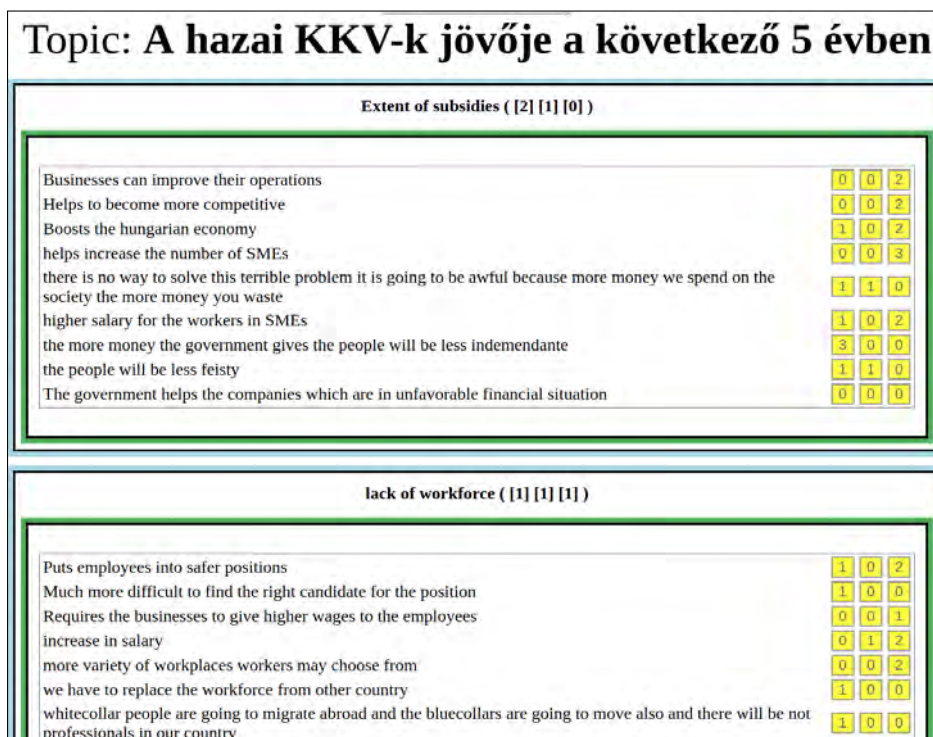 Topic: A hazai KKV-k jövője a következő 5 évben
Extent of subsidies ( [2] [1] [0] )
Businesses can improve their operations 0 0 2
Helps to become more competitive 0 0 2
Boosts the hungarian economy 1 0 2
helps increase the number of SMEs 0 0 3
there is no way to solve this terrible problem it is going to be awful because more money we spend on the
society the more money you waste 1 1 0
higher salary for the workers in SMEs 1 0 2
the more money the government gives the people will be less indemendante 3 0 0
the people will be less feisty 1 1 0
The government helps the companies which are in unfavorable financial situation 0 0 0
lack of workforce ( [1] [1] [1] )
Puts employees into safer positions 1 0 2
Much more difficult to find the right candidate for the position 1 0 0
Requires the businesses to give higher wages to the employees 0 0 1
increase in salary 0 1 2
more variety of workplaces workers may choose from 0 0 2
we have to replace the workforce from other country 1 0 0
whitecollar people are going to migrate abroad and the bluecollars are going to move also and there will be not
professionals in our country 1 0 0